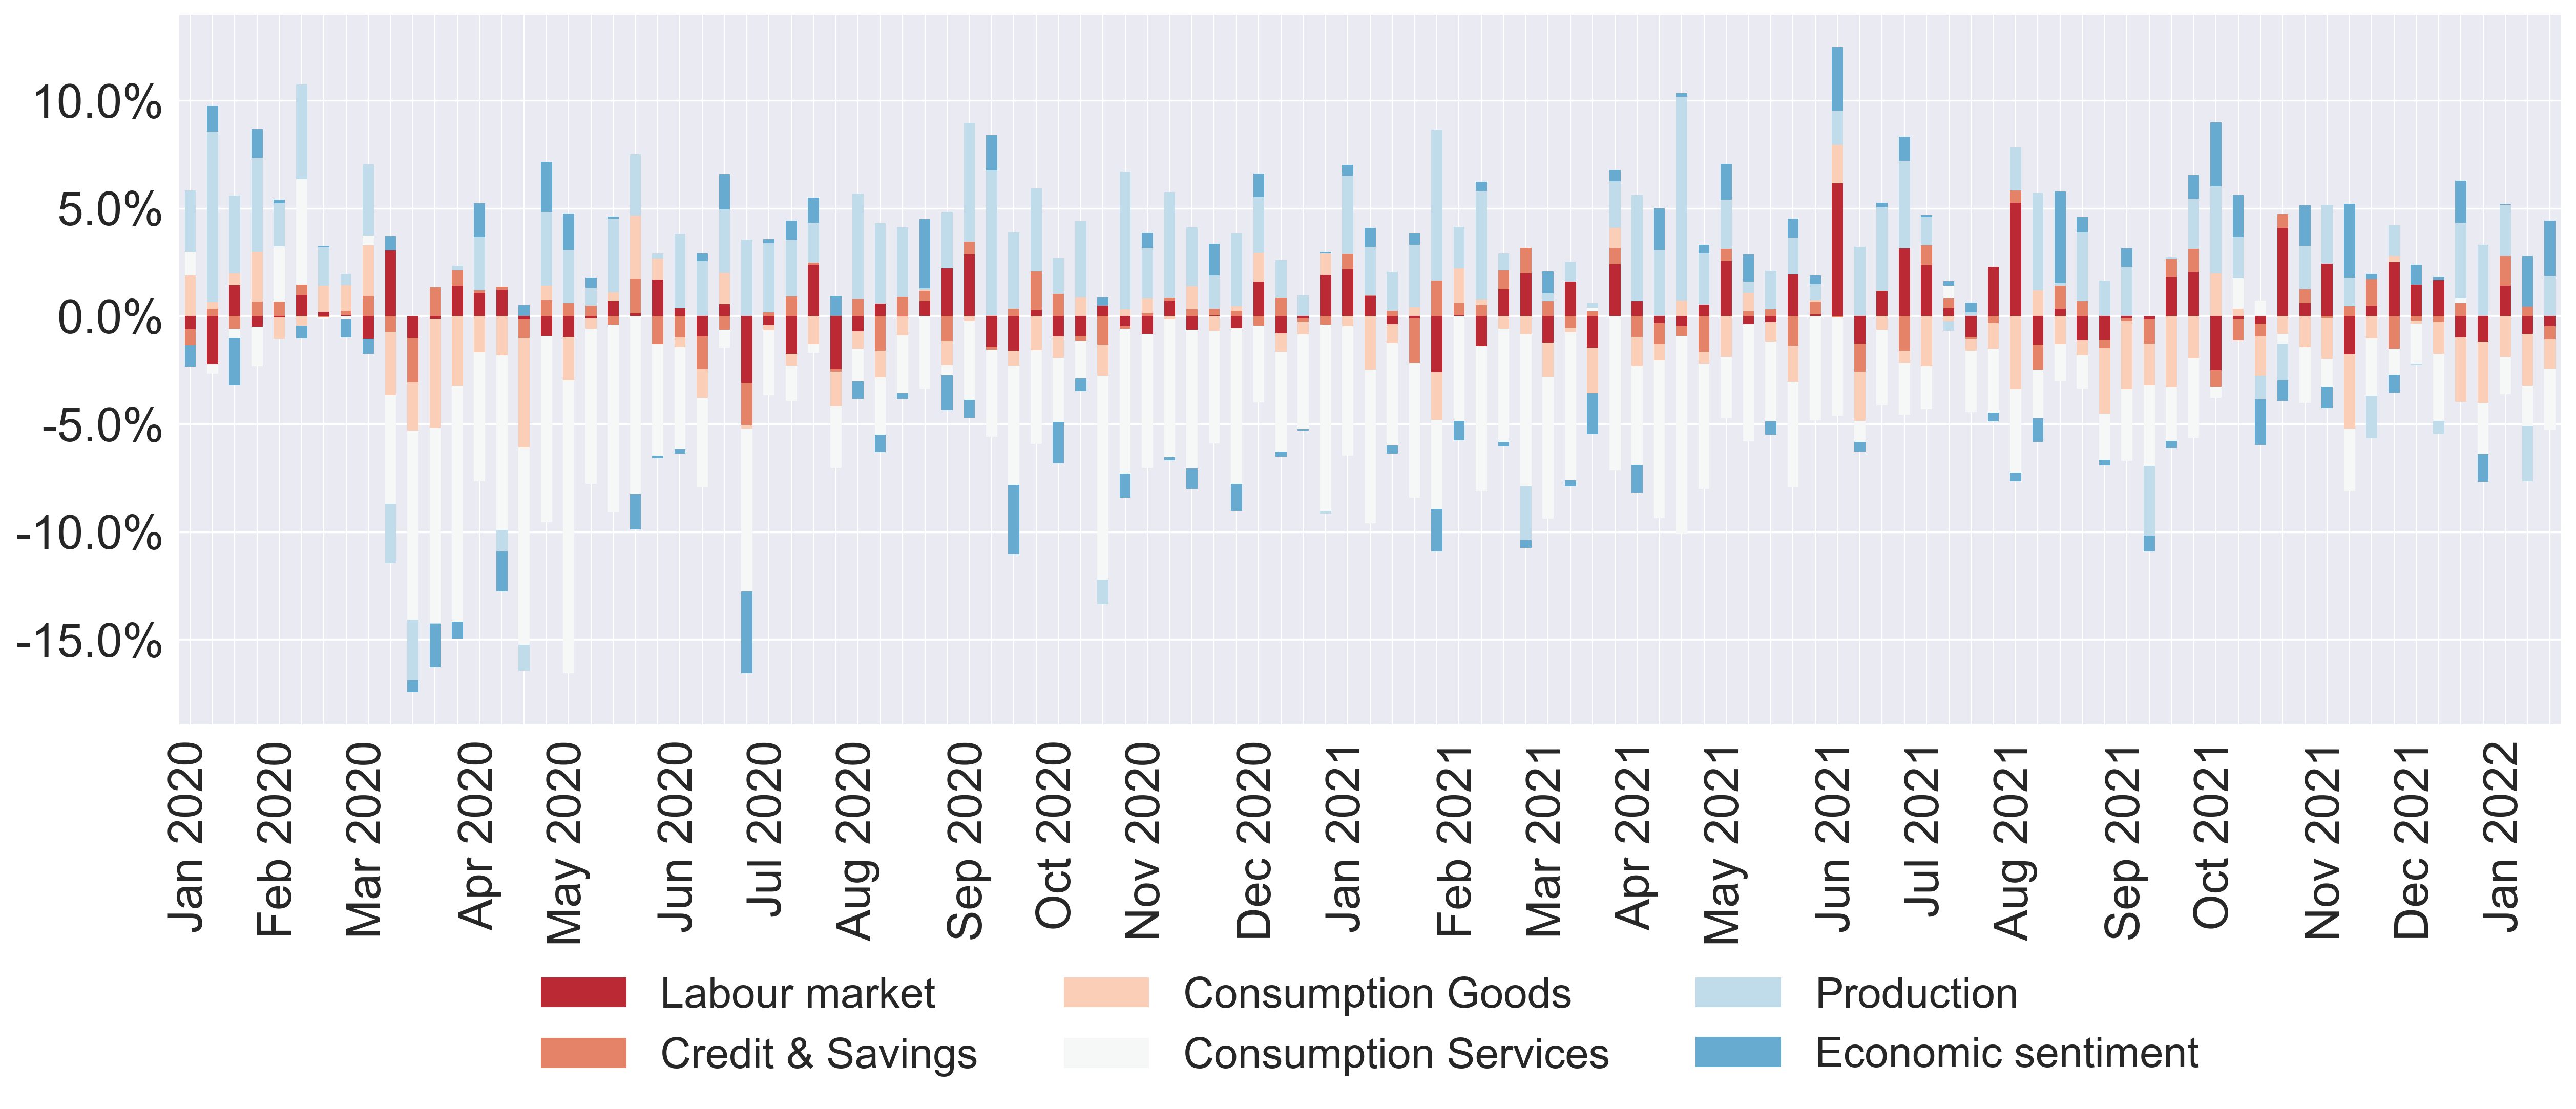 10.0%
5.0%
0.0%
-5.0%
-10.0%
-15.0%
Jan 2020
Feb 2020
Mar 2020
Apr 2020
May 2020
Jun 2020
Jul 2020
Aug 2020
Sep 2020
Oct 2020
Nov 2020
Dec 2020
Jan 2021
Feb 2021
Mar 2021
Apr 2021
May 2021
Jun 2021
Jul 2021
Aug 2021
Sep 2021
Oct 2021
Nov 2021
Dec 2021
Jan 2022
Labour market
Consumption Goods
Production
Credit & Savings
Consumption Services
Economic sentiment